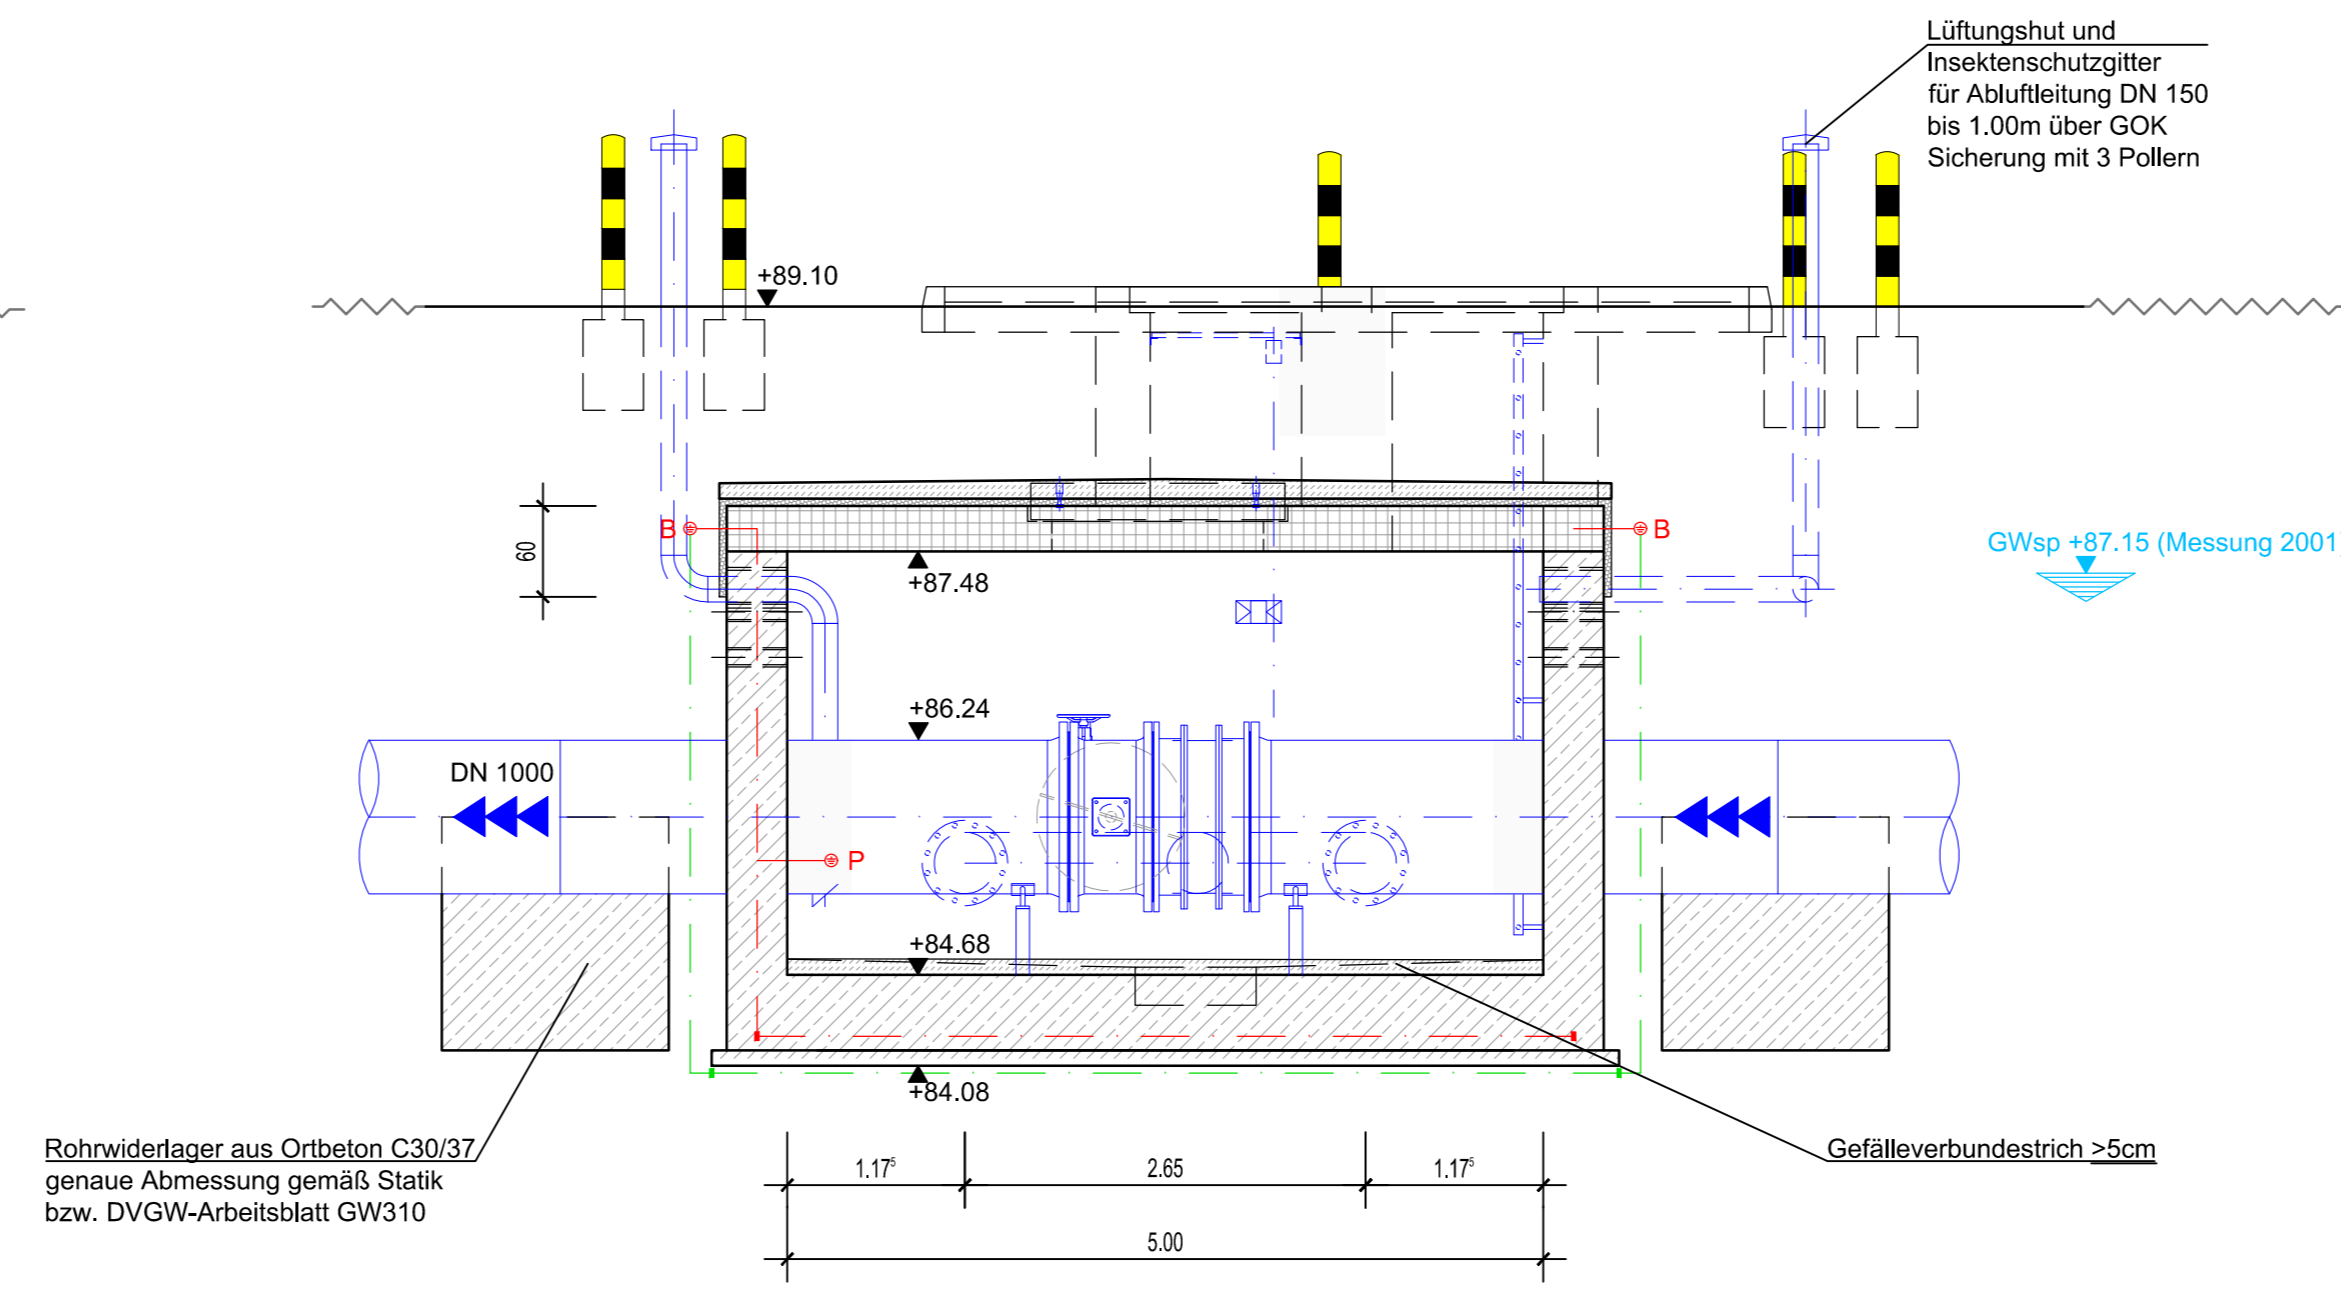 Lüftungshut und
Insektenschutzgitter
für Abluftleitung DN 150
bis 1.00m über GOK
Sicherung mit 3 Pollern
+89.10
B
B
60
GWsp +87.15 (Messung 2001
+87.48
+86.24
DN 1000
P
+84.68
+84.08
Rohrwiderlager aus Ortbeton C30/37
genaue Abmessung gemäß Statik
bzw. DVGW-Arbeitsblatt GW310
Gefälleverbundestrich >5cm
1.17⁵
2.65
1.17⁵
5.00